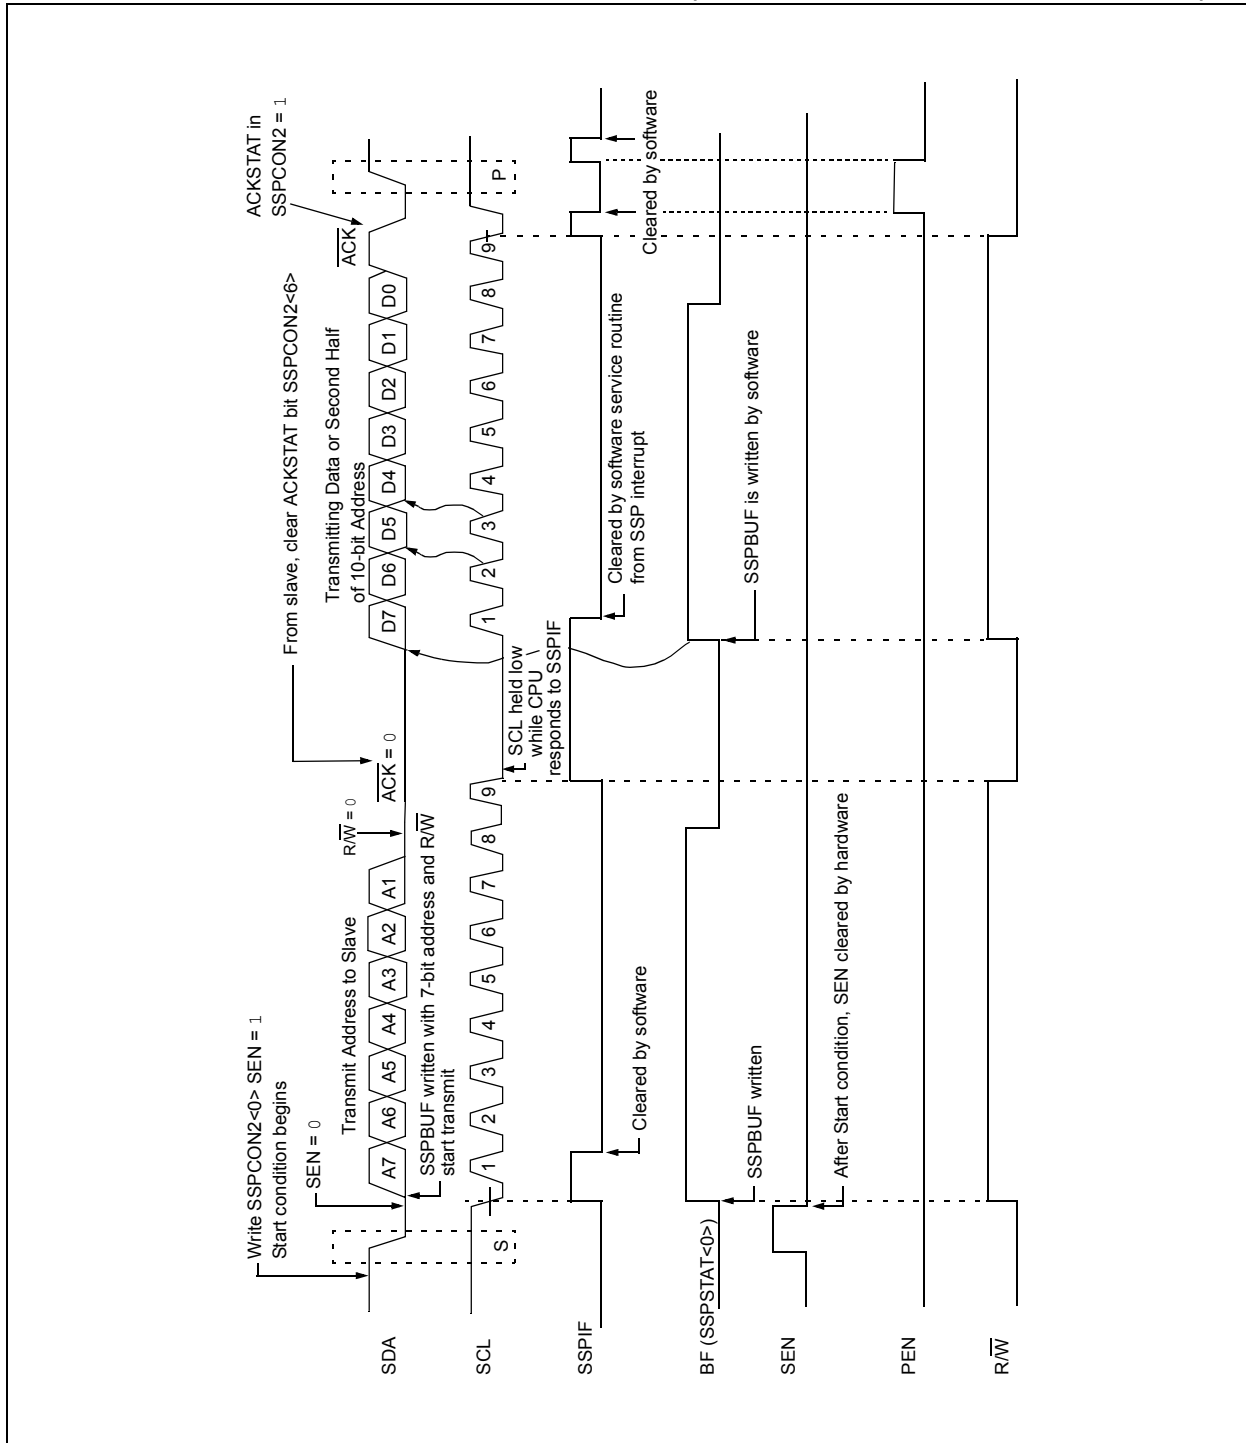 Write SSPCON2<0> SEN = 1
Start condition begins
SEN = 0
Transmit Address to Slave
R/W = 0
From slave, clear ACKSTAT bit SSPCON2<6>
ACK = 0
Transmitting Data or Second Half
of 10-bit Address
ACK
ACKSTAT in
SSPCON2 = 1
SDA
A7 A6 A5 A4 A3 A2 A1
D7 D6 D5 D4 D3 D2 D1 D0
SSPBUF written with 7-bit address and R/W
start transmit
SCL
S
1 2 3 4 5 6 7 8 9
1 2 3 4 5 6 7 8 9
P
SCL held low
while CPU
responds to SSPIF
SSPIF
Cleared by software
Cleared by software service routine
from SSP interrupt
Cleared by software
Cleared by software
BF (SSPSTAT<0>)
SSPBUF written
SSPBUF is written by software
SEN
After Start condition, SEN cleared by hardware
PEN
R/W